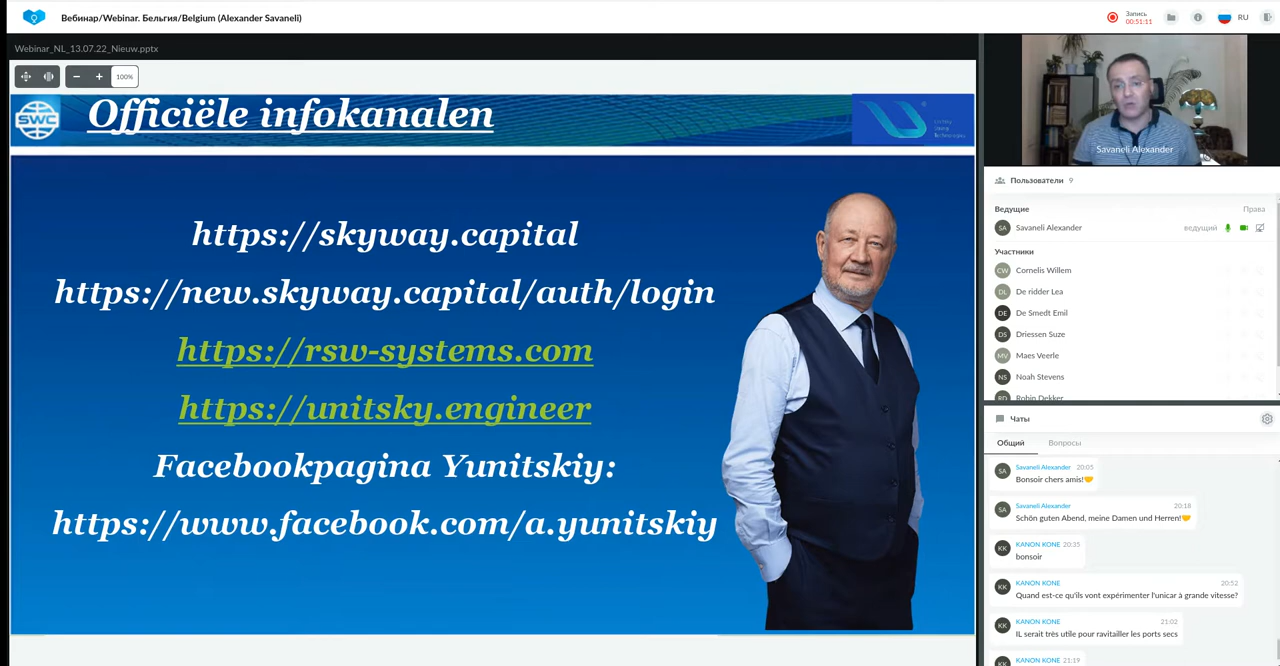 Вебинар/Webinar. Бельгия/Belgium (Alexander Savaneli)
Запись
00:51:11
RU
Webinar_NL_13.07.22_Nieuw.pptx
100%
SWC
Officiële infokanalen
https://skyway.capital
https://new.skyway.capital/auth/login
https://rsw-systems.com
https://unitsky.engineer
Facebookpagina Yunitskiy:
https://www.facebook.com/a.yunitskiy
Savaneli Alexander
Пользователи 9
Ведущие Права
SA Savaneli Alexander ведущий
Участники
CW Cornelis Willem
DL De ridder Lea
DE De Smedt Emil
DS Driessen Suze
MV Maes Veerle
NS Noah Stevens
RD Robin Dekker
Чаты
Общий Вопросы
SA Savaneli Alexander 20:05
Bonsoir chers amis!
SA Savaneli Alexander 20:18
Schön guten Abend, meine Damen und Herren!
KK KANON KONE 20:35
bonsoir
KK KANON KONE 20:52
Quand est-ce qu'ils vont expérimenter l'unicar à grande vitesse?
KK KANON KONE 21:02
IL serait très utile pour ravitailler les ports secs
KK KANON KONE 21:19